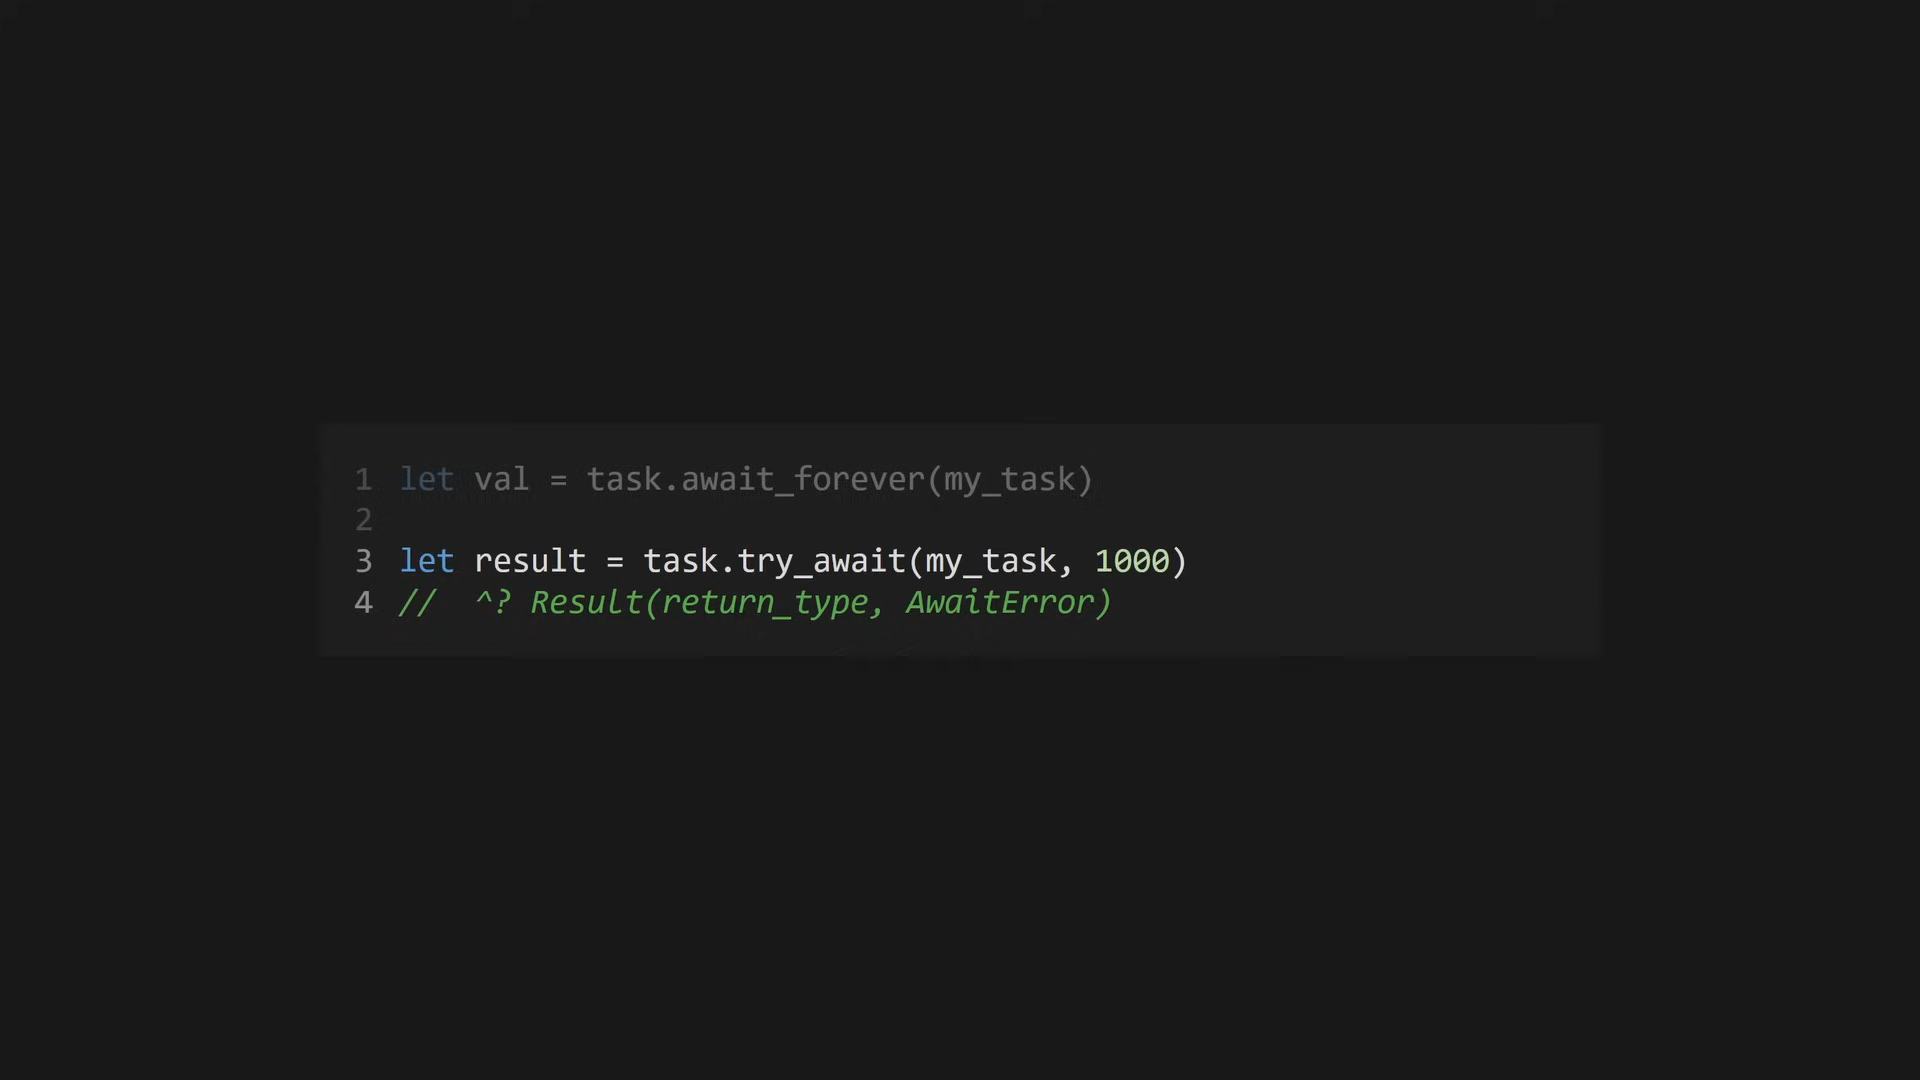 1 let val = task.await_forever(my_task)
2
3 let result = task.try_await(my_task, 1000)
4 //  ^? Result(return_type, AwaitError)